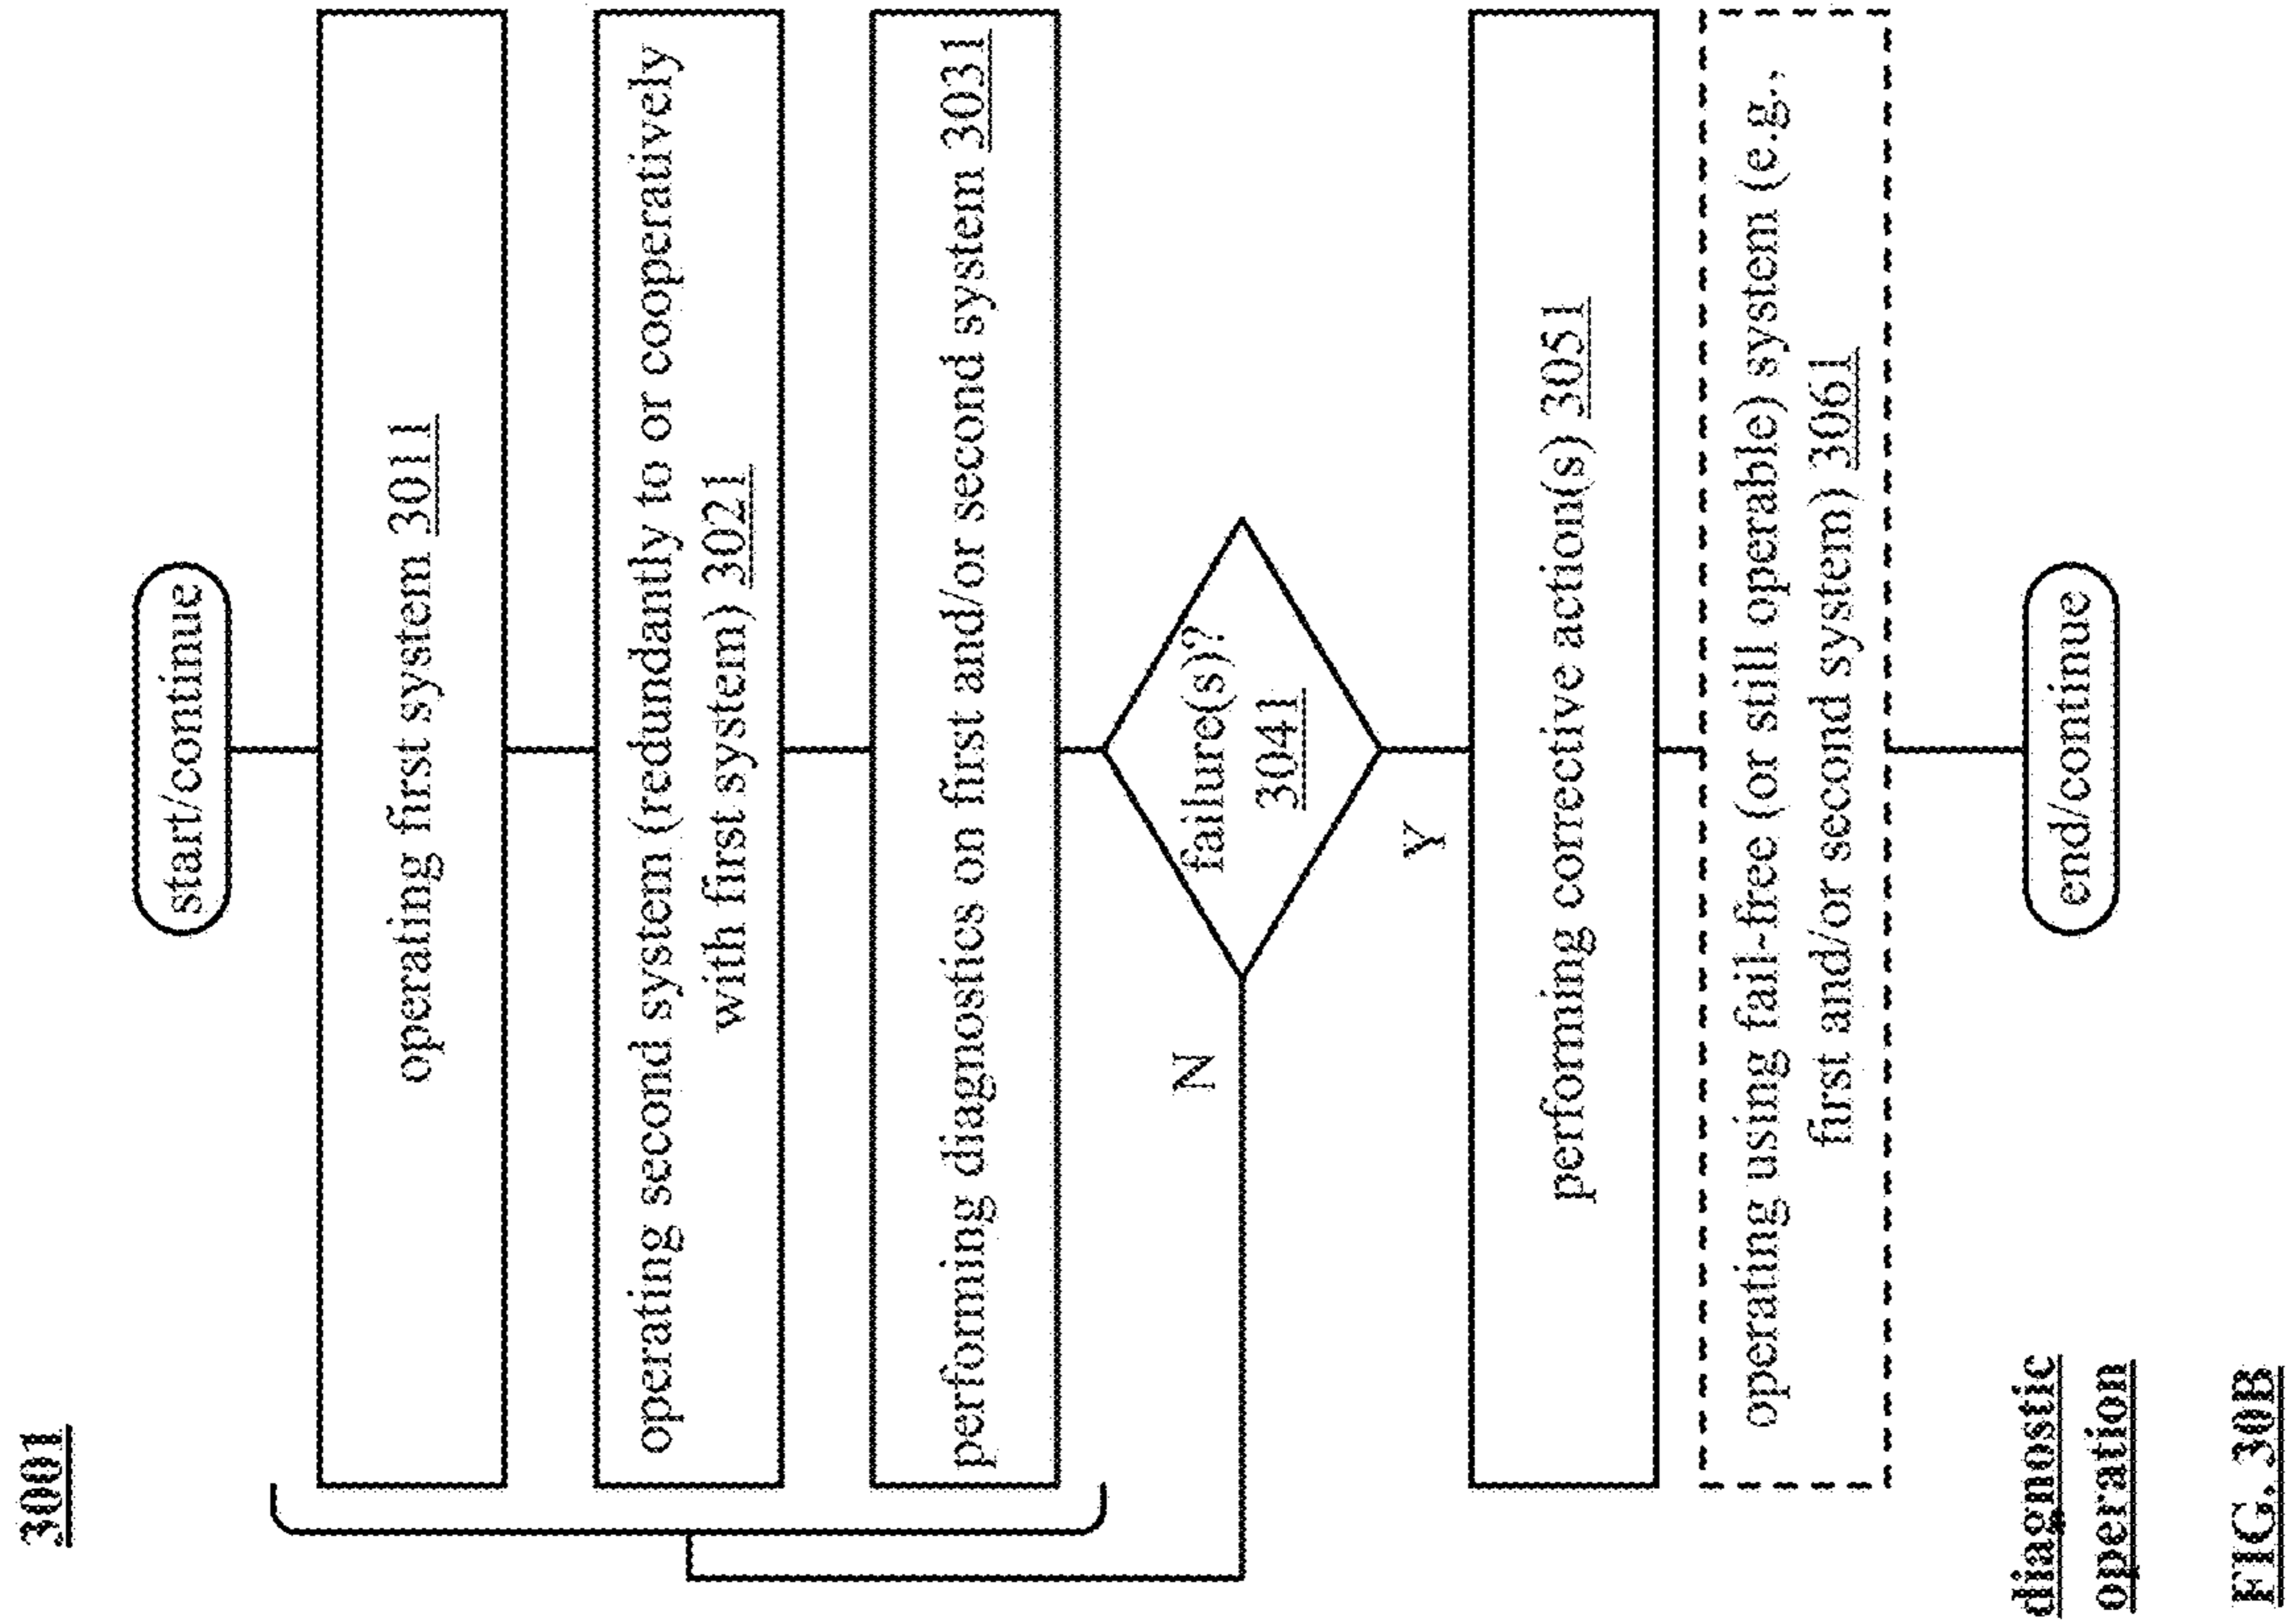 3001
start/continue
operating first system 3011
operating second system (redundantly to or cooperatively
with first system) 3021
performing diagnostics on first and/or second system 3031
failure(s)?
3041
N
Y
performing corrective action(s) 3051
operating using fail-free (or still operable) system (e.g.,
first and/or second system) 3061
end/continue
diagnostic
operation
FIG. 30B